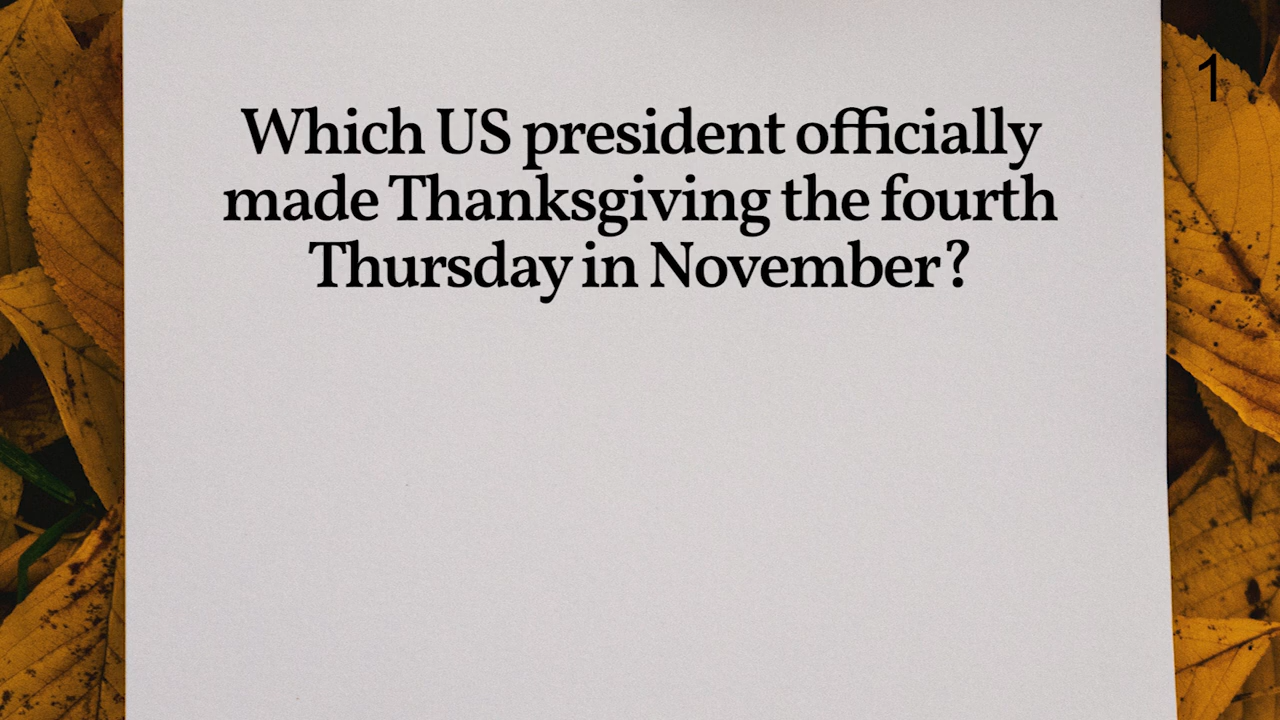 1
Which US president officially
made Thanksgiving the fourth
Thursday in November?